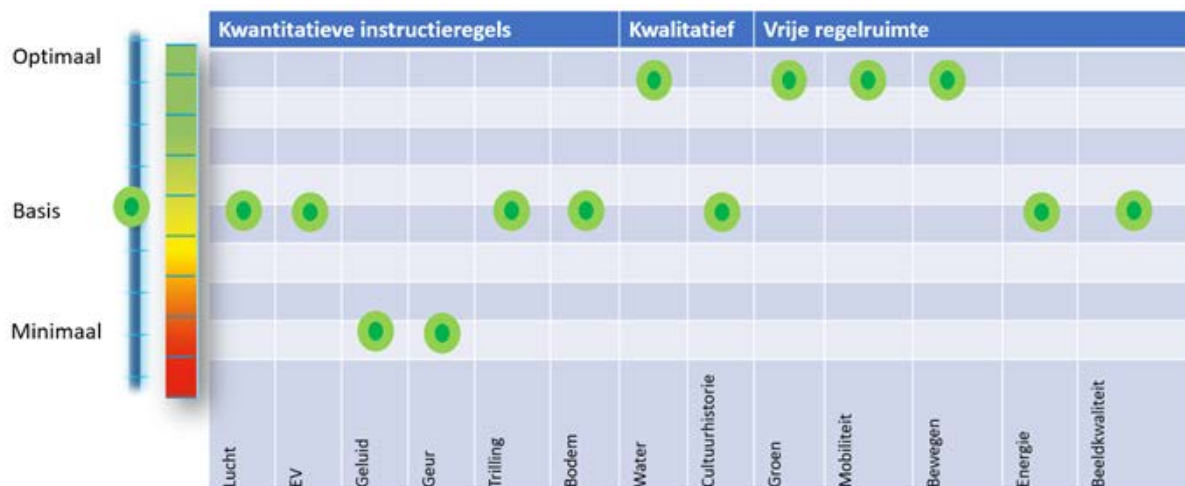 Kwantitatieve instructieregels Kwalitatief Vrije regelruimte
Optimaal
Basis
Minimaal
Lucht
EV
Geluid
Geur
Trilling
Bodem
Water
Cultuurhistorie
Groen
Mobiliteit
Bewegen
Energie
Beeldkwaliteit